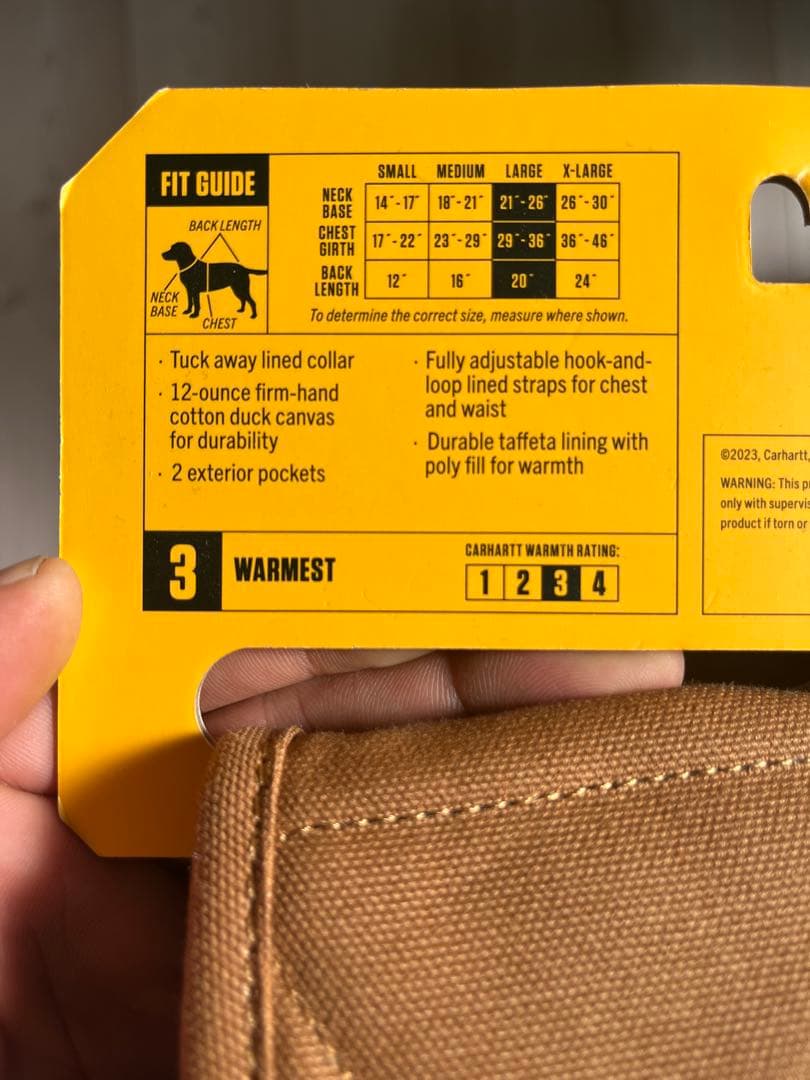 FIT GUIDE
SMALL MEDIUM LARGE X-LARGE
NECK BASE 14"-17" 18"-21" 21"-26" 26"-30"
CHEST GIRTH 17"-22" 23"-29" 29"-36" 36"-46"
BACK LENGTH 12" 16" 20" 24"
BACK LENGTH
NECK
BASE
CHEST
To determine the correct size, measure where shown.
· Tuck away lined collar
· 12-ounce firm-hand
cotton duck canvas
for durability
· 2 exterior pockets
· Fully adjustable hook-and-
loop lined straps for chest
and waist
· Durable taffeta lining with
poly fill for warmth
3 WARMEST
CARHARTT WARMTH RATING:
1 2 3 4
©2023, Carhartt,
WARNING: This
only with
product if torn or